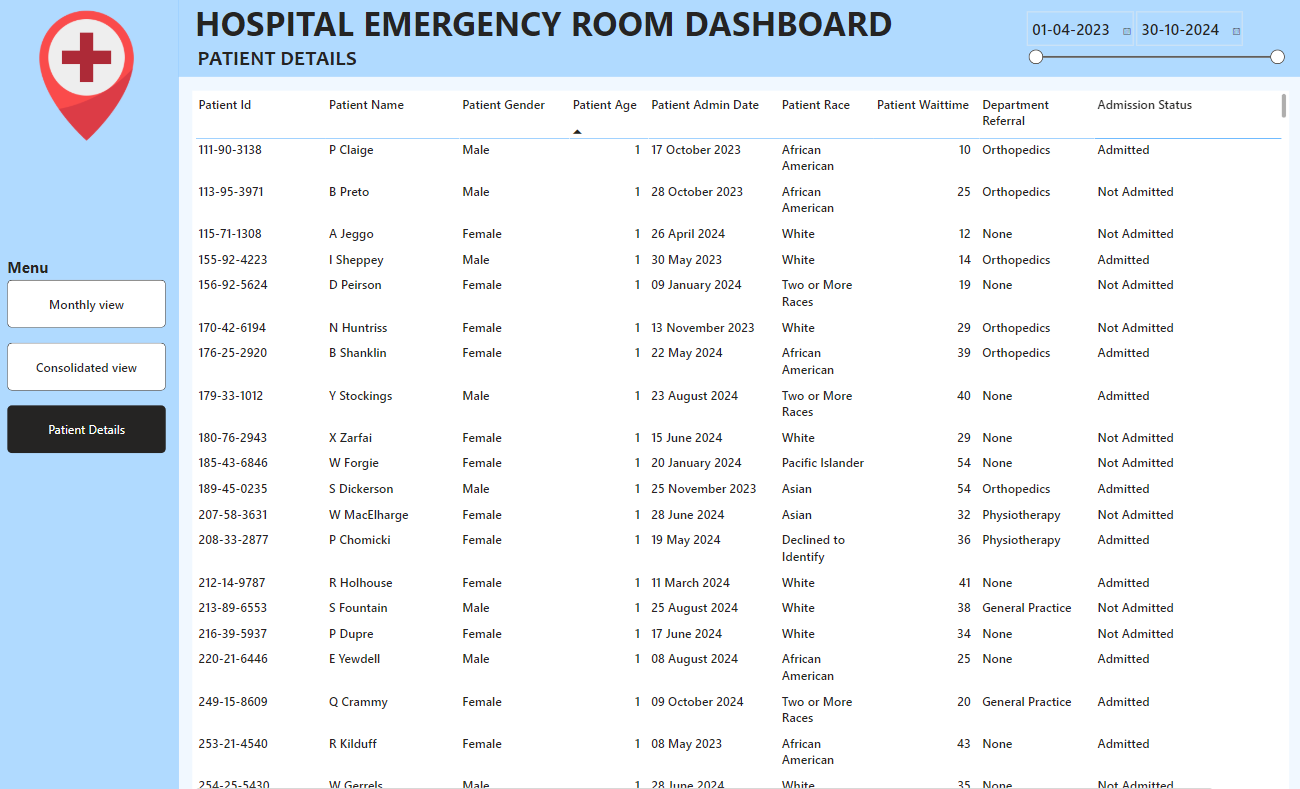 HOSPITAL EMERGENCY ROOM DASHBOARD
PATIENT DETAILS
01-04-2023 30-10-2024
Menu
Monthly view
Consolidated view
Patient Details
Patient Id Patient Name Patient Gender Patient Age Patient Admin Date Patient Race Patient Waittime Department Referral Admission Status
111-90-3138 P Claige Male 1 17 October 2023 African American 10 Orthopedics Admitted
113-95-3971 B Preto Male 1 28 October 2023 African American 25 Orthopedics Not Admitted
115-71-1308 A Jeggo Female 1 26 April 2024 White 12 None Not Admitted
155-92-4223 I Sheppey Male 1 30 May 2023 White 14 Orthopedics Admitted
156-92-5624 D Peirson Female 1 09 January 2024 Two or More Races 19 None Not Admitted
170-42-6194 N Huntriss Female 1 13 November 2023 White 29 Orthopedics Not Admitted
176-25-2920 B Shanklin Female 1 22 May 2024 African American 39 Orthopedics Admitted
179-33-1012 Y Stockings Male 1 23 August 2024 Two or More Races 40 None Admitted
180-76-2943 X Zarfai Female 1 15 June 2024 White 29 None Not Admitted
185-43-6846 W Forgie Female 1 20 January 2024 Pacific Islander 54 None Not Admitted
189-45-0235 S Dickerson Male 1 25 November 2023 Asian 54 Orthopedics Admitted
207-58-3631 W MacElharge Female 1 28 June 2024 Asian 32 Physiotherapy Not Admitted
208-33-2877 P Chomicki Female 1 19 May 2024 Declined to Identify 36 Physiotherapy Admitted
212-14-9787 R Holhouse Female 1 11 March 2024 White 41 None Admitted
213-89-6553 S Fountain Male 1 25 August 2024 White 38 General Practice Not Admitted
216-39-5937 P Dupre Female 1 17 June 2024 White 34 None Not Admitted
220-21-6446 E Yewdell Male 1 08 August 2024 African American 25 None Admitted
249-15-8609 Q Crammy Female 1 09 October 2024 Two or More Races 20 General Practice Admitted
253-21-4540 R Kilduff Female 1 08 May 2023 African American 43 None Admitted
254-25-5430 W Gerrels Male 1 28 June 2024 White 35 None Not Admitted